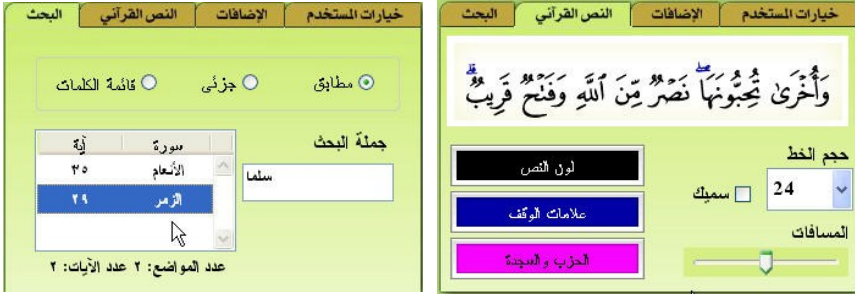 خيارات المستخدم الإضافات النص القرآني البحث
وَأُخْرَىٰ تُحِبُّونَهَا ۖ نَصْرٌ مِّنَ ٱللَّهِ وَفَتْحٌ قَرِيبٌ ۗ
حجم الخط
24
سميك
المسافات
لون النص
علامات الوقف
الحزب والسجدة
خيارات المستخدم الإضافات النص القرآني البحث
مطابق جزئي قائمة الكلمات
جملة البحث
سلما
سورة آية
الأنعام ٣٥
الزمر ٢٩
عدد المواضع: ٢ عدد الآيات: ٢